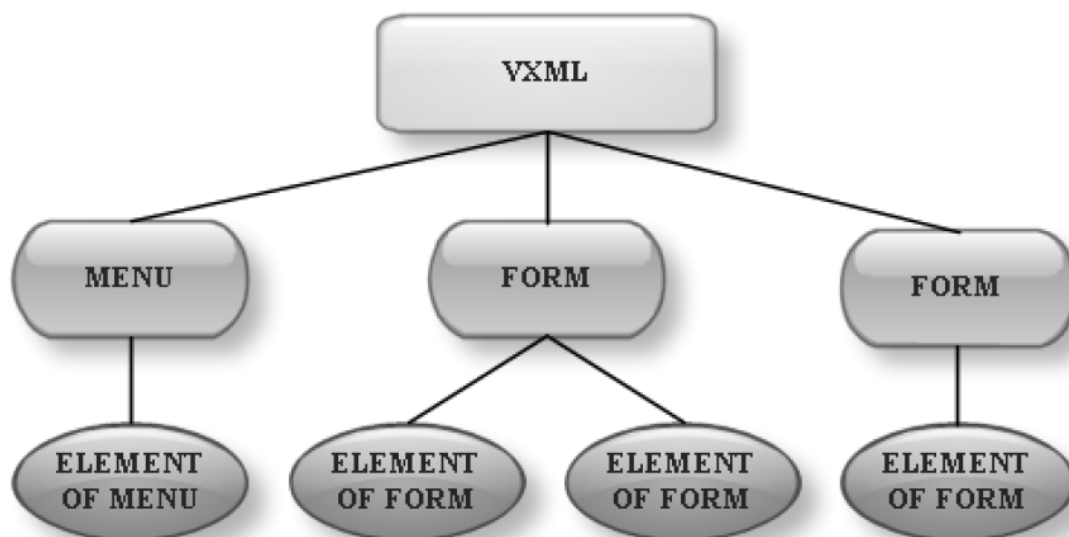 VXML
MENU
FORM
FORM
ELEMENT
OF MENU
ELEMENT
OF FORM
ELEMENT
OF FORM
ELEMENT
OF FORM